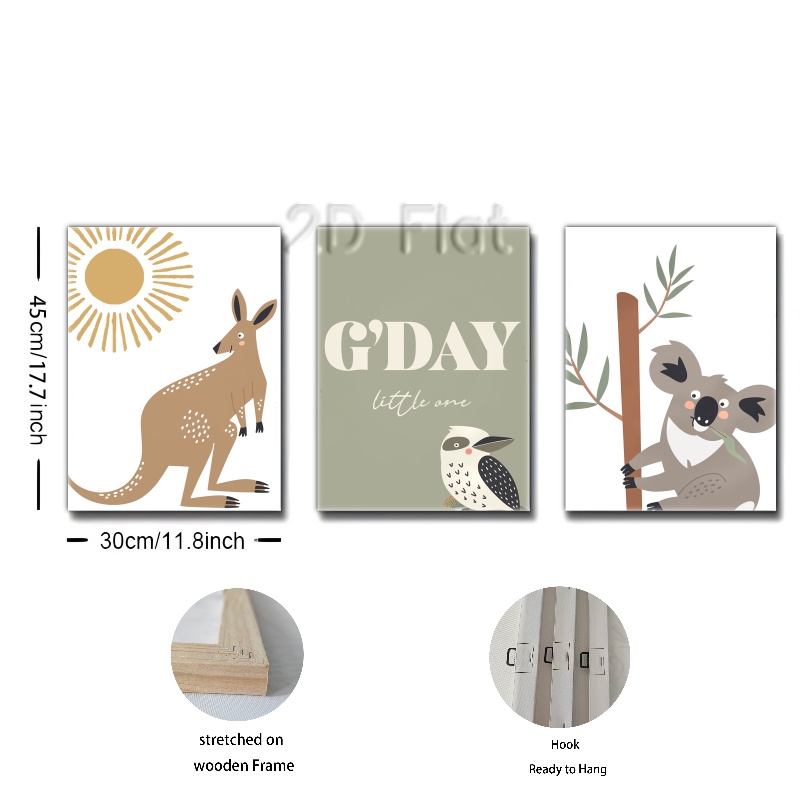 2D Flat
G'DAY
little one
45cm/17.7inch
30cm/11.8inch
stretched on
wooden Frame
Hook
Ready to Hang